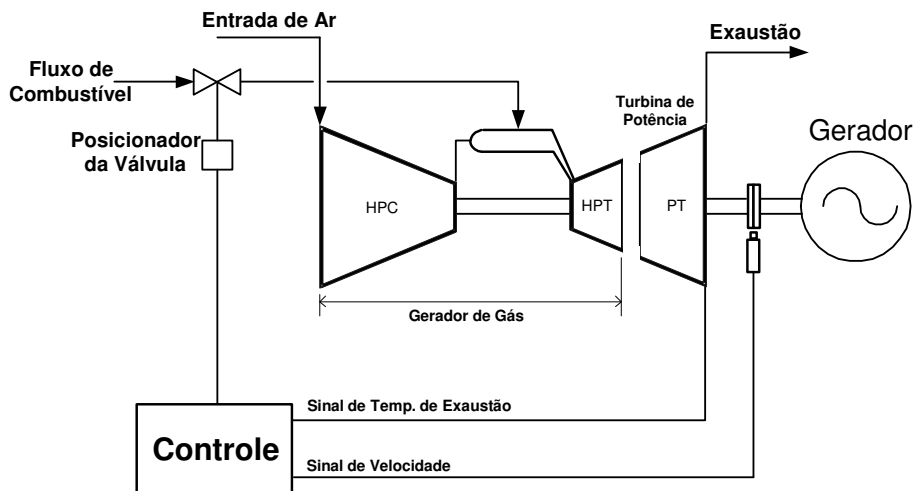 Entrada de Ar
Exaustão
Fluxo de
Combustível
Turbina de
Potência
Gerador
Posicionador
da Válvula
HPC
HPT
PT
Gerador de Gás
Sinal de Temp. de Exaustão
Controle
Sinal de Velocidade